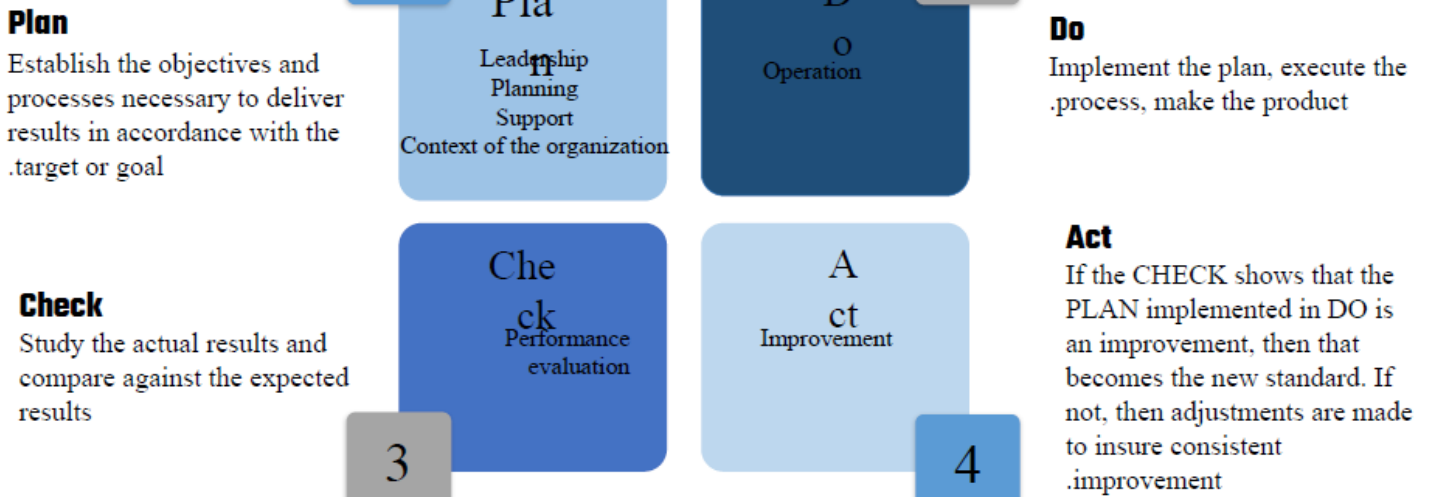 Plan
Establish the objectives and
processes necessary to deliver
results in accordance with the
.target or goal
Pla
n
Leadership
Planning
Support
Context of the organization
D
o
Operation
Do
Implement the plan, execute the
.process, make the product
Check
Study the actual results and
compare against the expected
results
Che
ck
Performance
evaluation
3
A
ct
Improvement
4
Act
If the CHECK shows that the
PLAN implemented in DO is
an improvement, then that
becomes the new standard. If
not, then adjustments are made
to insure consistent
.improvement